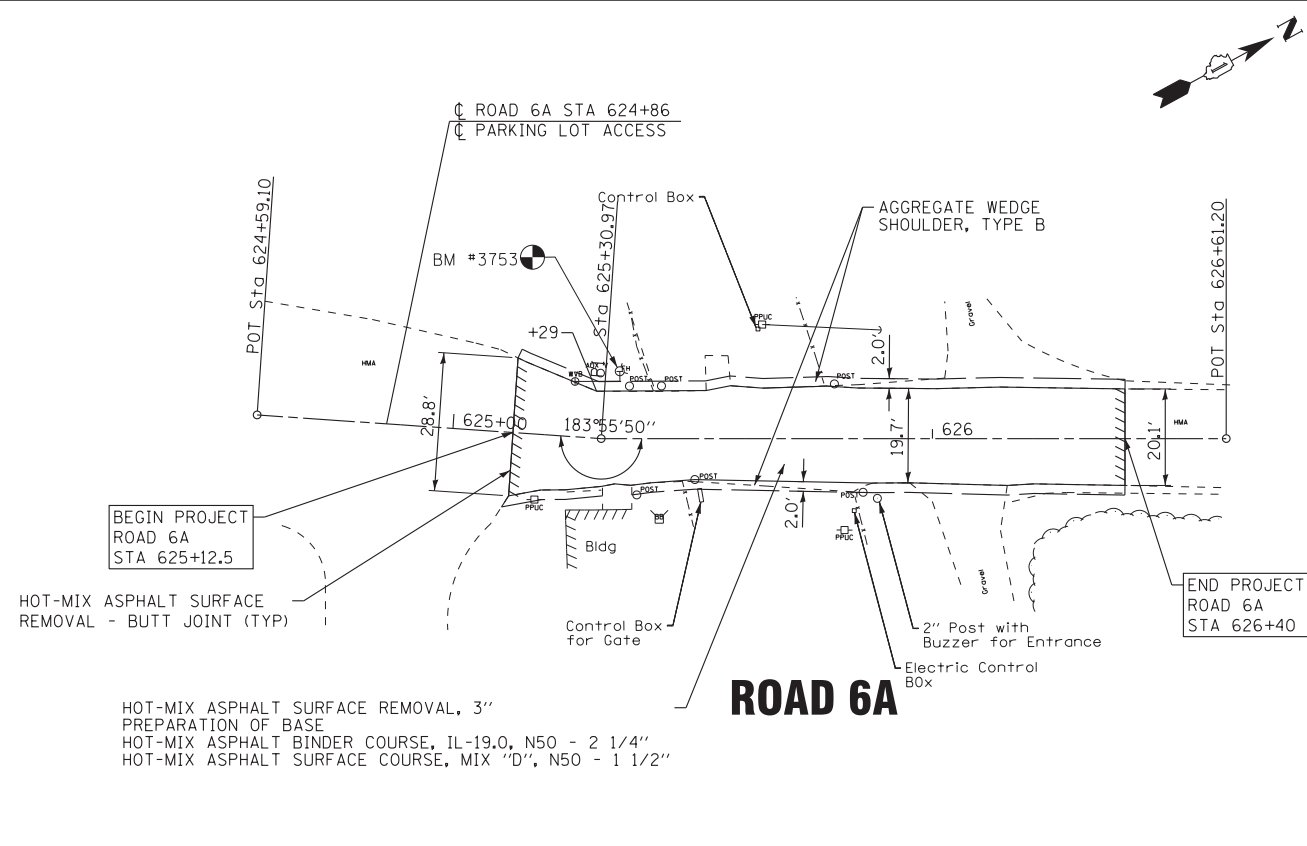 N
℄ ROAD 6A STA 624+86
℄ PARKING LOT ACCESS
POT Sta 624+59.10
Sta 625+30.97
POT Sta 626+61.20
Control Box
AGGREGATE WEDGE
SHOULDER, TYPE B
BM #3753
+29
PPUC
2.0'
Gravel
HMA
WVB
AUX
FH
POST
POST
POST
28.8'
625+00
183°55'50"
19.7'
626
20.1'
HMA
POST
POST
POST
PPUC
2.0'
BB
PPUC
Bldg
Gravel
BEGIN PROJECT
ROAD 6A
STA 625+12.5
HOT-MIX ASPHALT SURFACE
REMOVAL - BUTT JOINT (TYP)
END PROJECT
ROAD 6A
STA 626+40
Control Box
for Gate
2" Post with
Buzzer for Entrance
Electric Control
BOx
ROAD 6A
HOT-MIX ASPHALT SURFACE REMOVAL, 3"
PREPARATION OF BASE
HOT-MIX ASPHALT BINDER COURSE, IL-19.0, N50 - 2 1/4"
HOT-MIX ASPHALT SURFACE COURSE, MIX "D", N50 - 1 1/2"